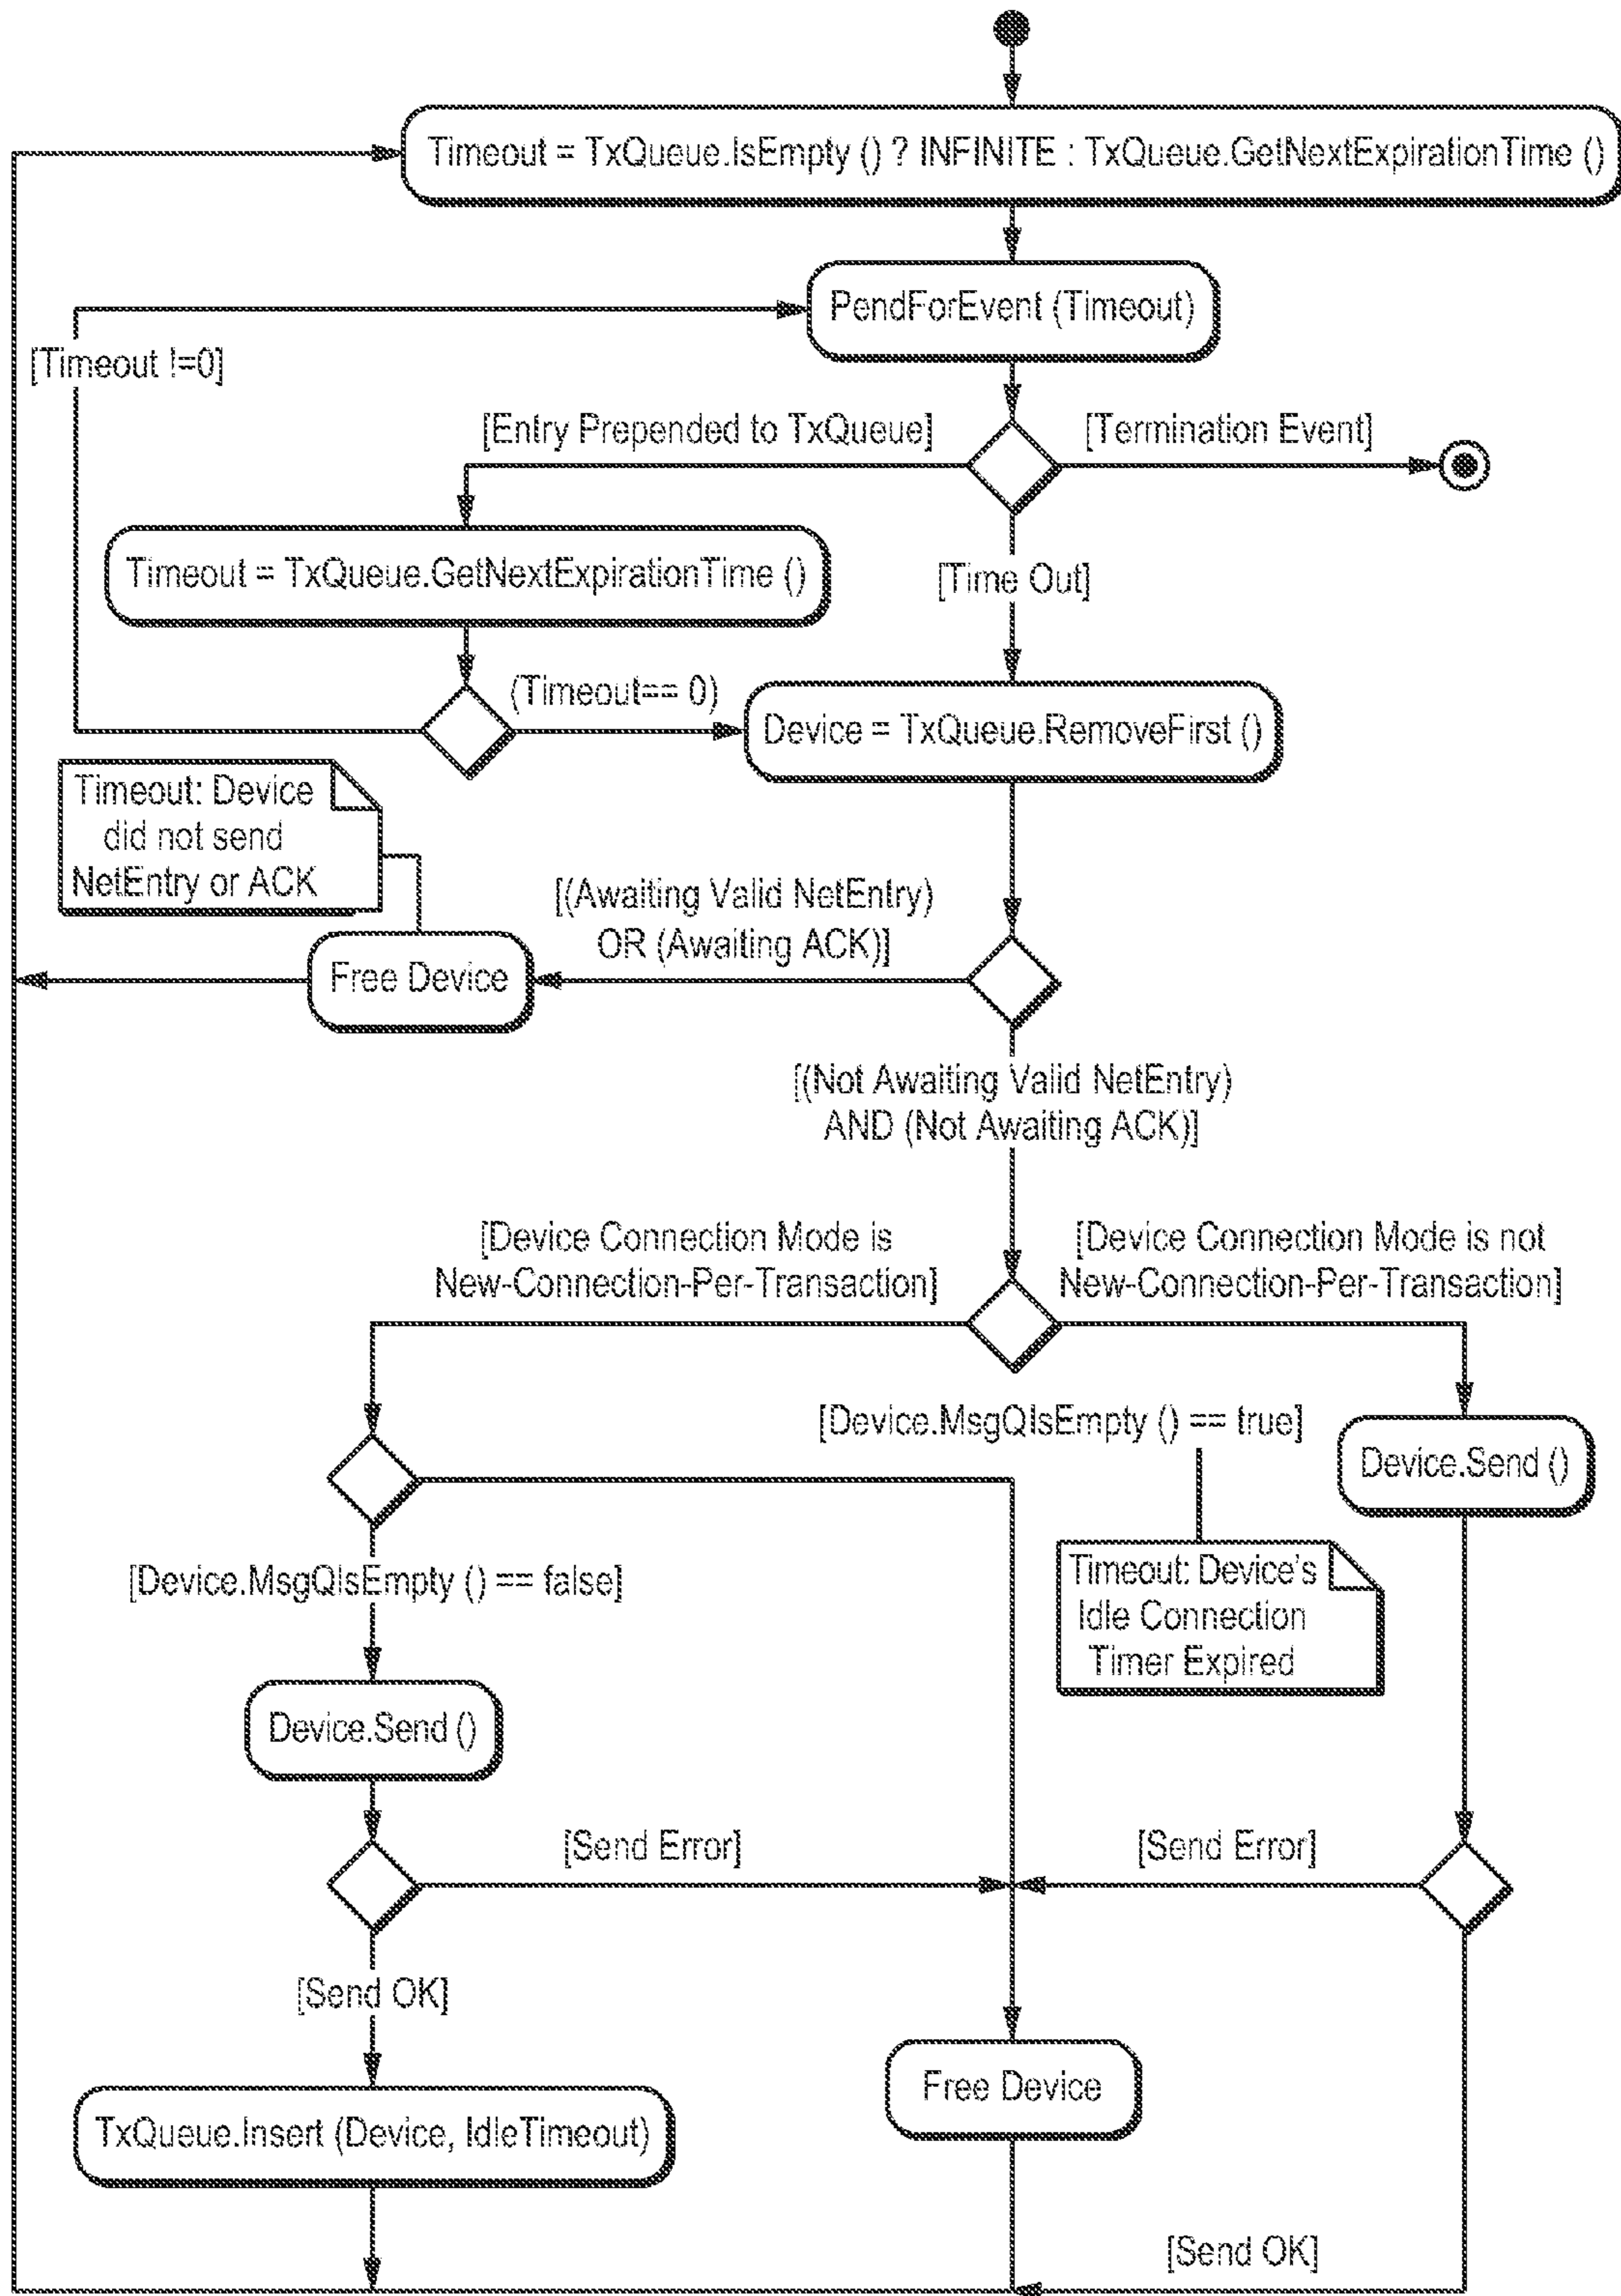 Timeout = TxQueue.IsEmpty () ? INFINITE : TxQueue.GetNextExpirationTime ()
PendForEvent (Timeout)
[Timeout !=0]
[Entry Prepended to TxQueue]
[Termination Event]
Timeout = TxQueue.GetNextExpirationTime ()
[Time Out]
(Timeout== 0)
Device = TxQueue.RemoveFirst ()
Timeout: Device
did not send
NetEntry or ACK
[(Awaiting Valid NetEntry)
OR (Awaiting ACK)]
Free Device
[(Not Awaiting Valid NetEntry)
AND (Not Awaiting ACK)]
[Device Connection Mode is
New-Connection-Per-Transaction]
[Device Connection Mode is not
New-Connection-Per-Transaction]
[Device.MsgQIsEmpty () == true]
Device.Send ()
[Device.MsgQIsEmpty () == false]
Timeout: Device's
Idle Connection
Timer Expired
Device.Send ()
[Send Error]
[Send Error]
[Send OK]
Free Device
TxQueue.Insert (Device, IdleTimeout)
[Send OK]